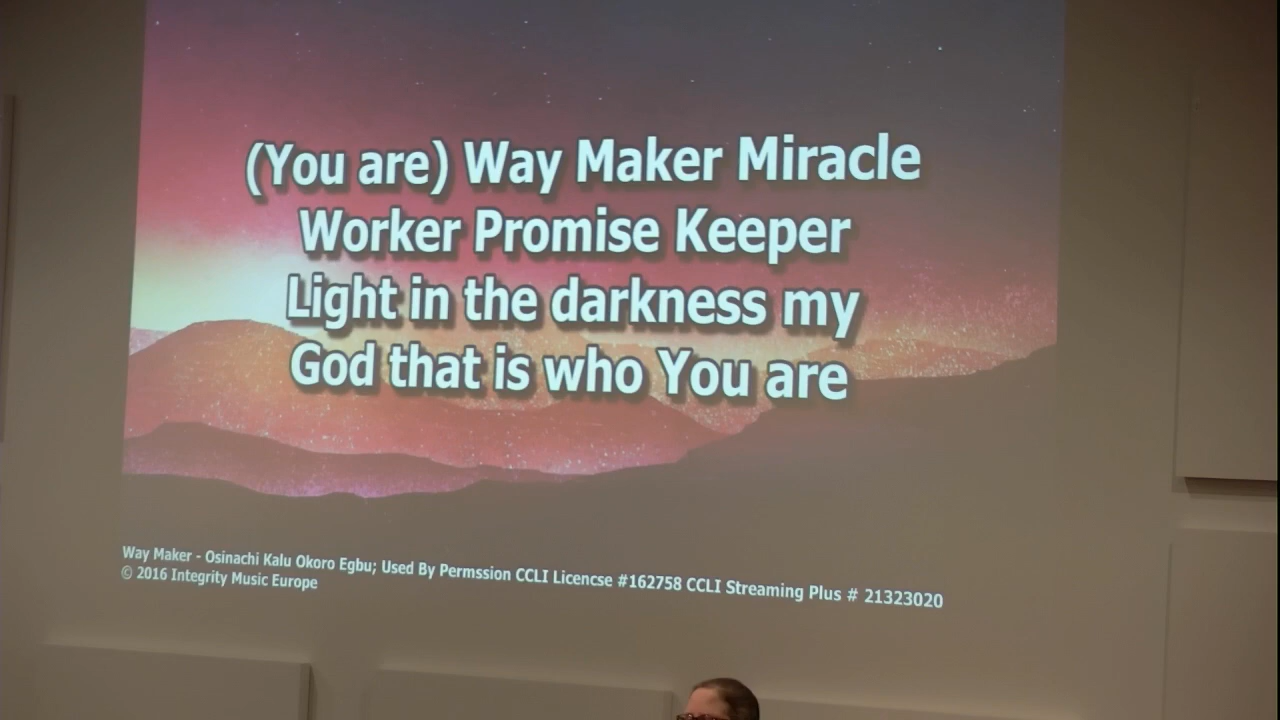 (You are) Way Maker Miracle
Worker Promise Keeper
Light in the darkness my
God that is who You are
Way Maker - Osinachi Kalu Okoro Egbu; Used By Permssion CCLI Licencse #162758 CCLI Streaming Plus # 21323020
© 2016 Integrity Music Europe